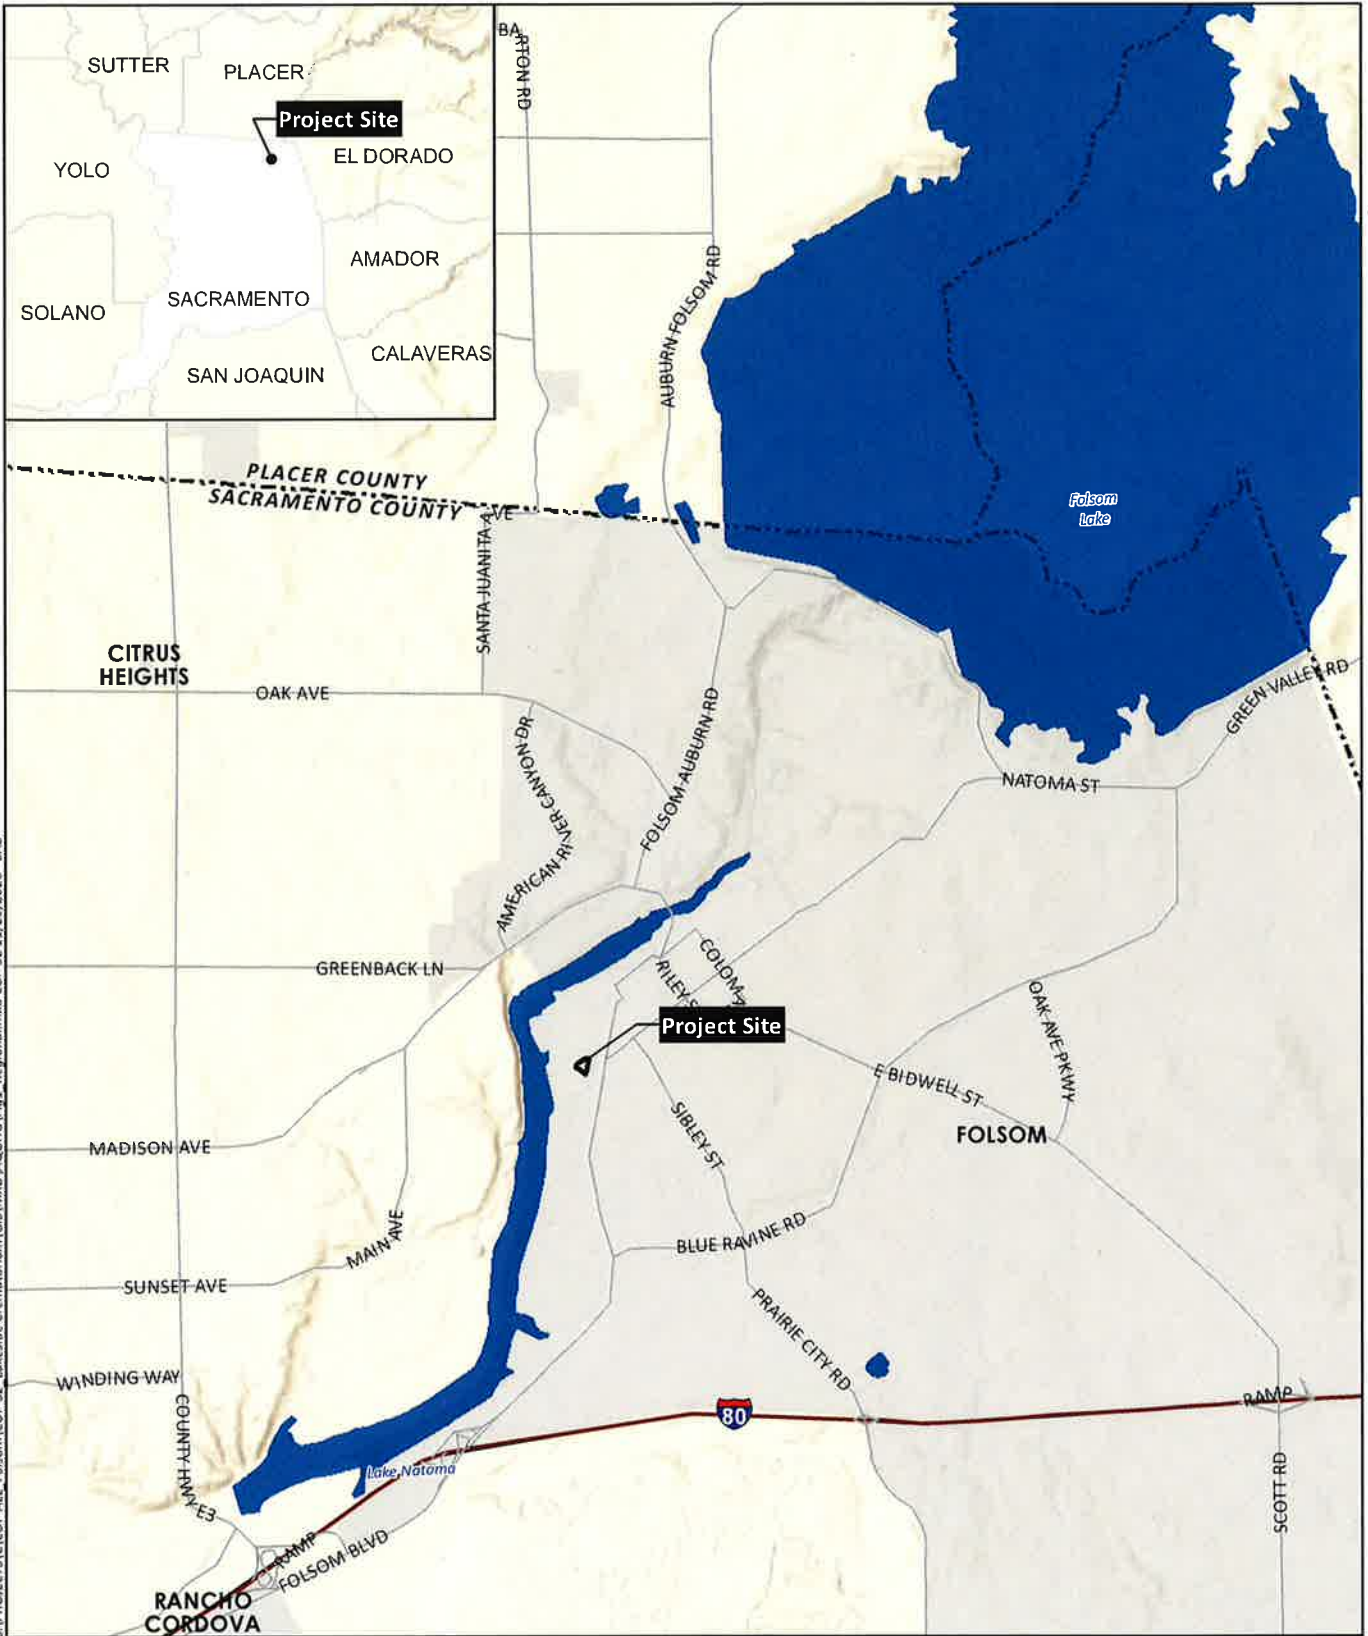 SUTTER
PLACER
Project Site
EL DORADO
YOLO
AMADOR
SACRAMENTO
SOLANO
CALAVERAS
SAN JOAQUIN
BARTON RD
AUBURN FOLSOM RD
PLACER COUNTY
SACRAMENTO COUNTY
AVE
SANTA JUANITA
Folsom
Lake
CITRUS
HEIGHTS
OAK AVE
GREEN VALLEY RD
AMERICAN RIVER CANYON DR
FOLSOM AUBURN RD
NATOMA ST
GREENBACK LN
COLOMA
RILEY S
Project Site
OAK AVE PKWY
E BIDWELL ST
FOLSOM
SIBLEY ST
MADISON AVE
MAIN AVE
BLUE RAVINE RD
SUNSET AVE
PRAIRIE CITY RD
WINDING WAY
COUNTY HWY E3
80
RAMP
Lake Natoma
SCOTT RD
RAMP
FOLSOM BLVD
RANCHO
CORDOVA